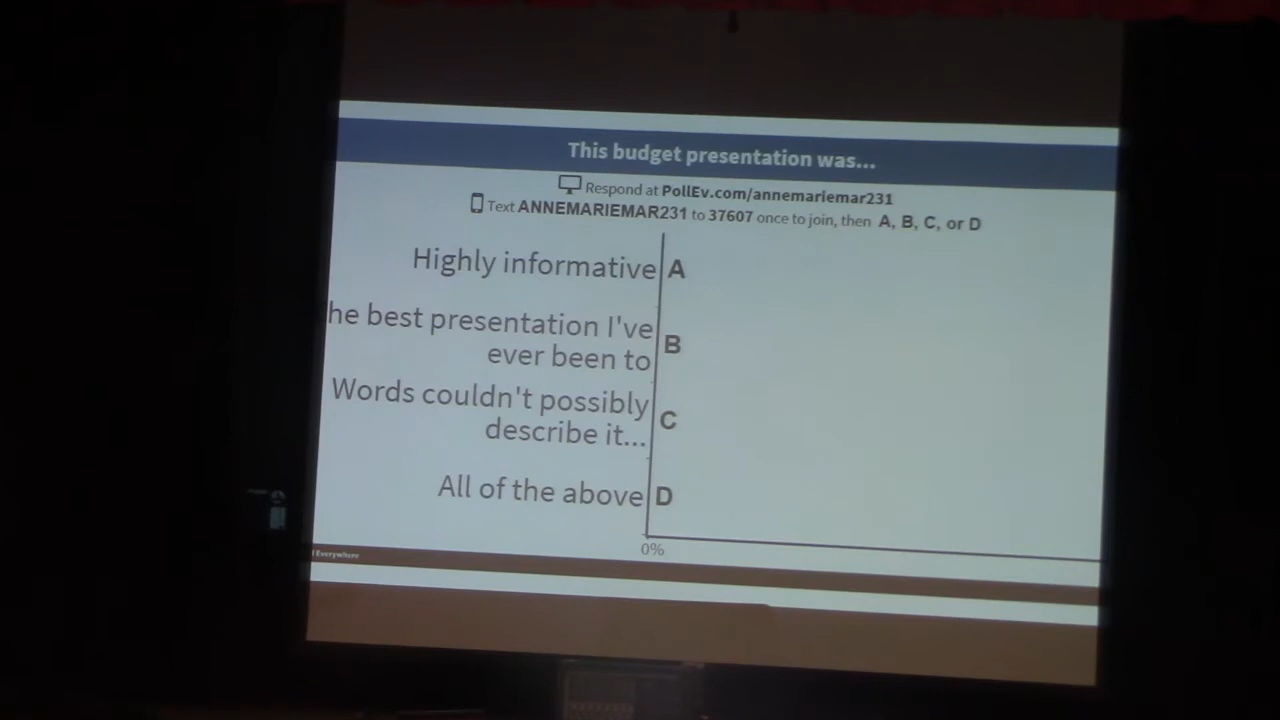 This budget presentation was...
Respond at PollEv.com/annemariemar231
Text ANNEMARIEMAR231 to 37607 once to join, then A, B, C, or D
Highly informative A
he best presentation I've
ever been to B
Words couldn't possibly
describe it... C
All of the above D
0%
Everywhere